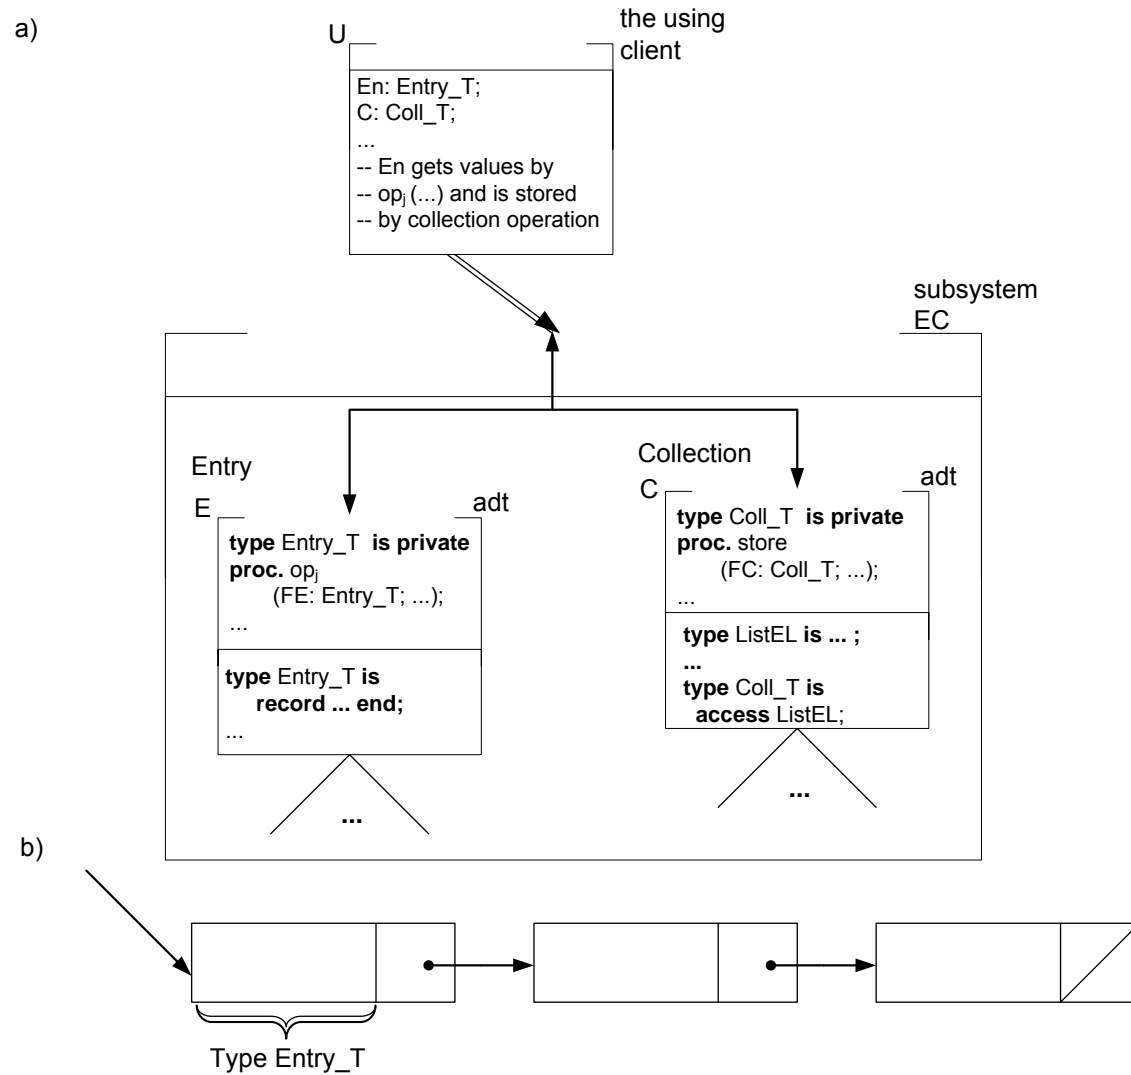 a)
U
the using
client
En: Entry_T;
C: Coll_T;
...
-- En gets values by
-- opj (...) and is stored
-- by collection operation
subsystem
EC
Entry
E
adt
type Entry_T is private
proc. opj
(FE: Entry_T; ...);
...
type Entry_T is
record ... end;
...
...
Collection
C
adt
type Coll_T is private
proc. store
(FC: Coll_T; ...);
...
type ListEL is ... ;
...
type Coll_T is
access ListEL;
...
b)
Type Entry_T